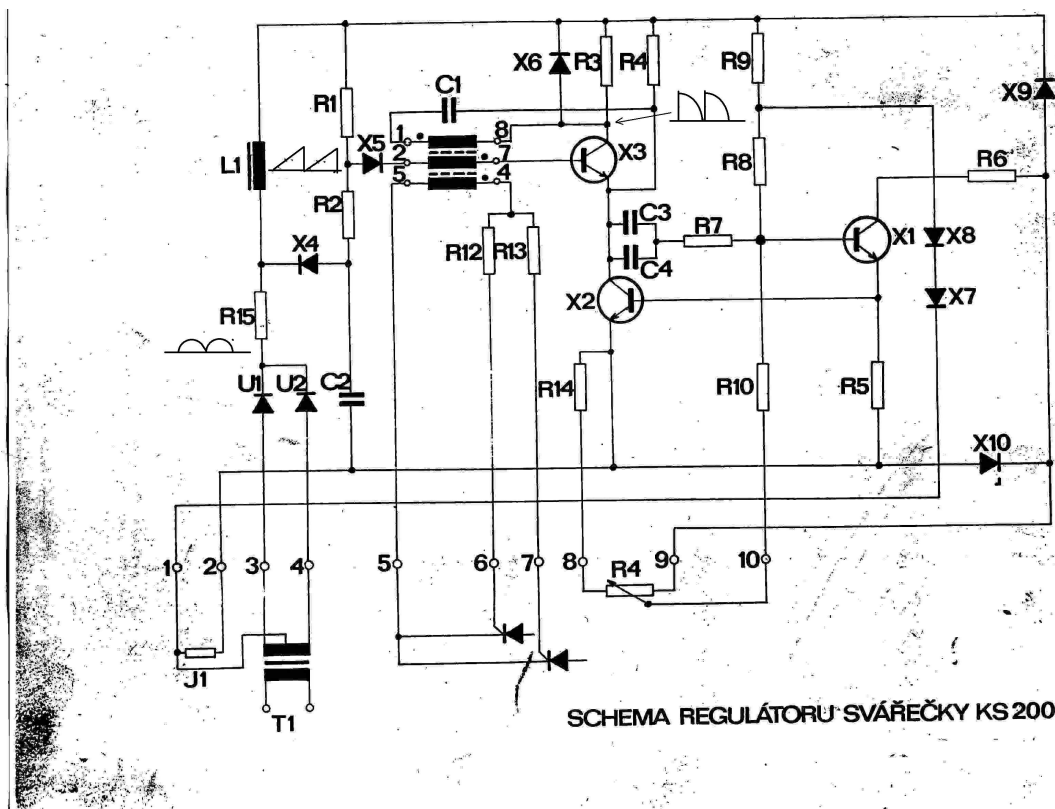 X6
R3
R4
R9
X9
C1
R1
1
8
X5
2
7
X3
R8
R6
L1
5
4
R2
C3
R7
X1
X8
X4
R12
R13
C4
X2
X7
R15
U1
U2
C2
R14
R10
R5
X10
1
2
3
4
5
6
7
8
R4
9
10
J1
T1
SCHEMA REGULÁTORU SVÁŘEČKY KS 200